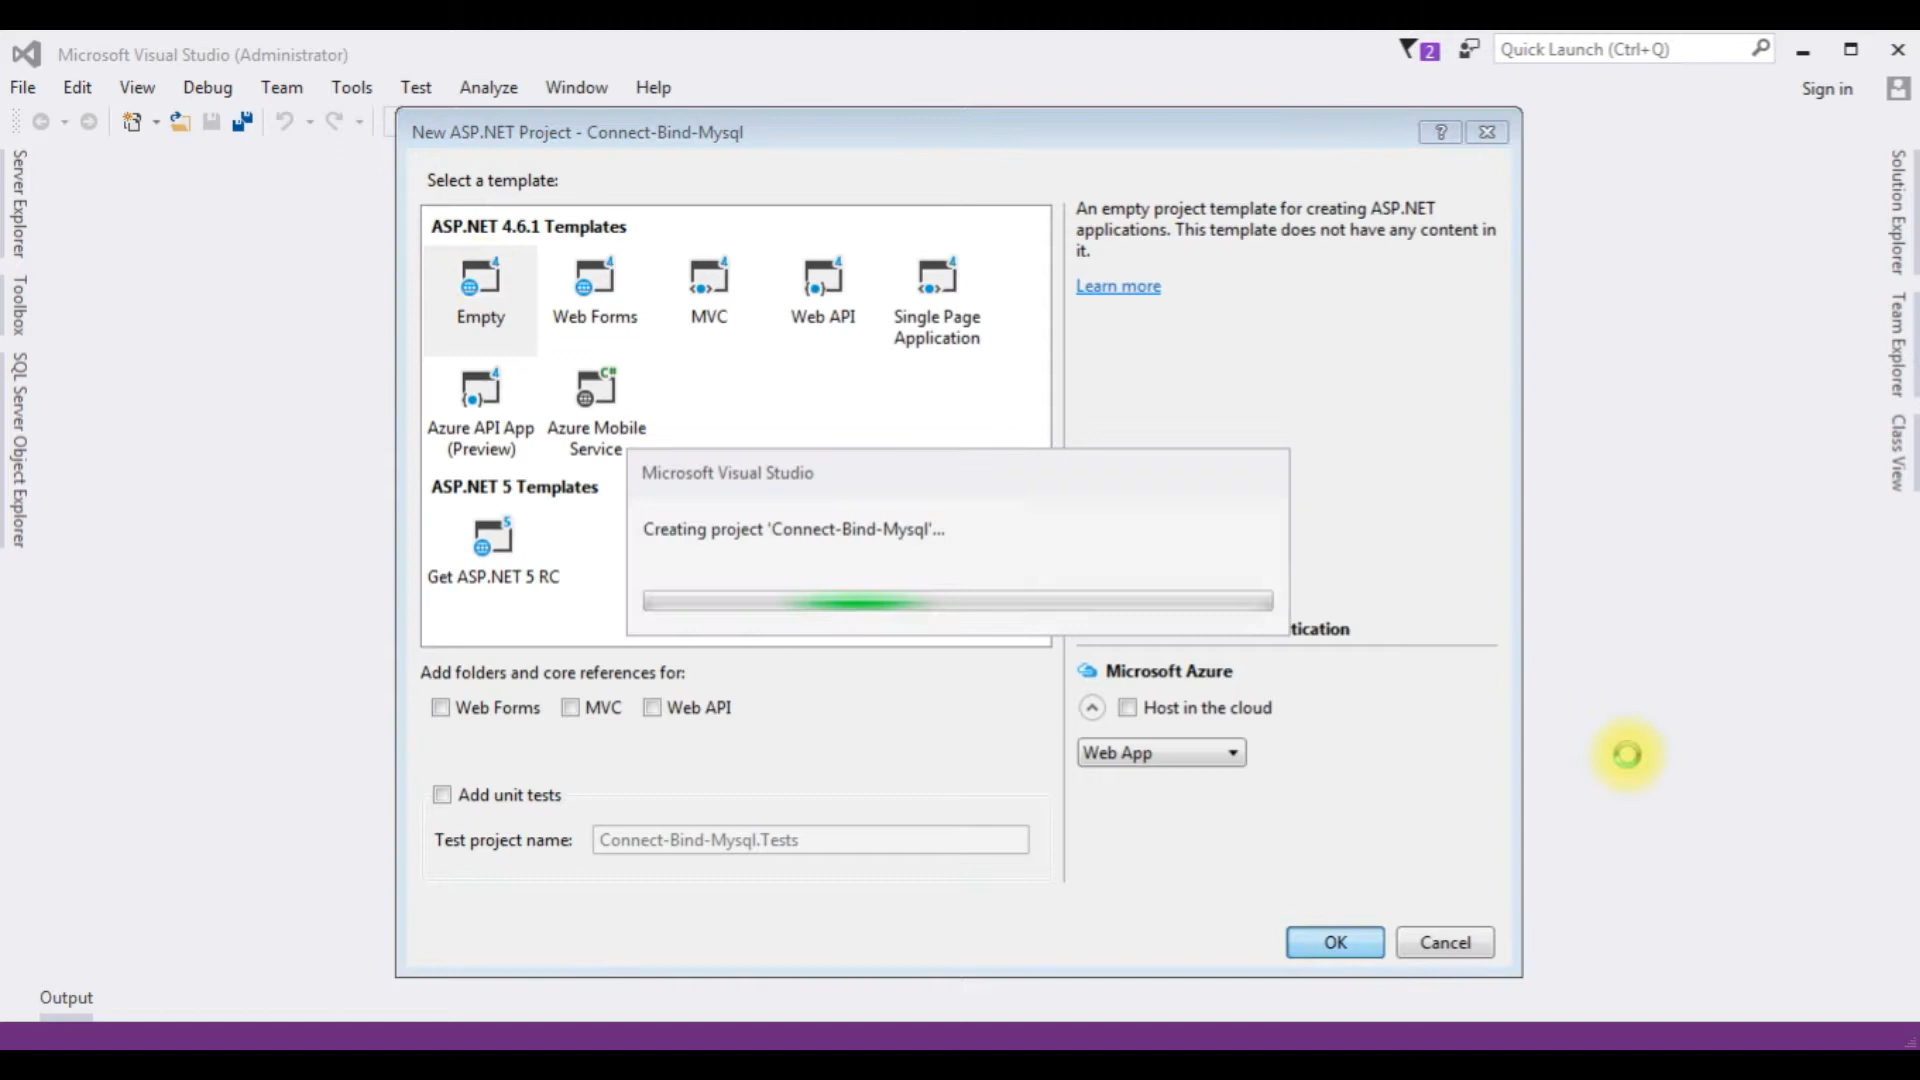 Microsoft Visual Studio (Administrator)
2
Quick Launch (Ctrl+Q)
File Edit View Debug Team Tools Test Analyze Window Help
Sign in
Server Explorer
Toolbox
SQL Server Object Explorer
New ASP.NET Project - Connect-Bind-Mysql
?
Select a template:
ASP.NET 4.6.1 Templates
4 4 4 4 4
Empty Web Forms MVC Web API Single Page
Application
4 C#
Azure API App Azure Mobile
(Preview) Service
ASP.NET 5 Templates
5
Get ASP.NET 5 RC
An empty project template for creating ASP.NET
applications. This template does not have any content in
it.
Learn more
Microsoft Visual Studio
Creating project 'Connect-Bind-Mysql'...
tication
Add folders and core references for:
Web Forms MVC Web API
Add unit tests
Test project name: Connect-Bind-Mysql.Tests
Microsoft Azure
Host in the cloud
Web App
OK Cancel
Solution Explorer
Team Explorer
Class View
Output